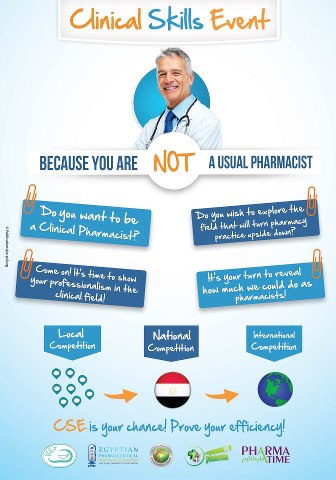 Clinical Skills Event
BECAUSE YOU ARE NOT A USUAL PHARMACIST
Do you want to be
a Clinical Pharmacist?
Do you wish to explore the
field that will turn pharmacy
practice upside down?
Come on! It's time to show
your professionalism in the
clinical field!
It's your turn to reveal
how much we could do as
pharmacists!
Local
Competition
National
Competition
International
Competition
CSE is your chance! Prove your efficiency!
EGYPTIAN
PHARMACEUTICAL
PHARMA
TIME